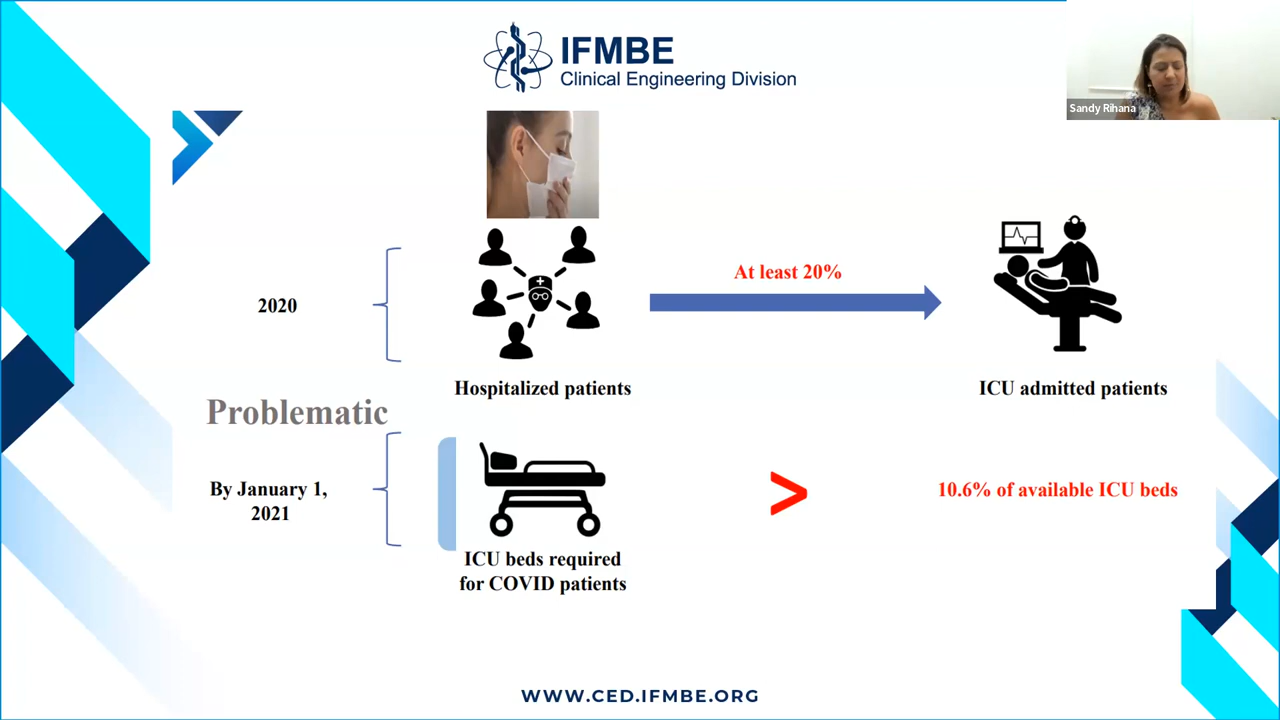 IFMBE
Clinical Engineering Division
Sandy Rihana
2020
At least 20%
Hospitalized patients
ICU admitted patients
Problematic
By January 1,
2021
>
10.6% of available ICU beds
ICU beds required
for COVID patients
WWW.CED.IFMBE.ORG